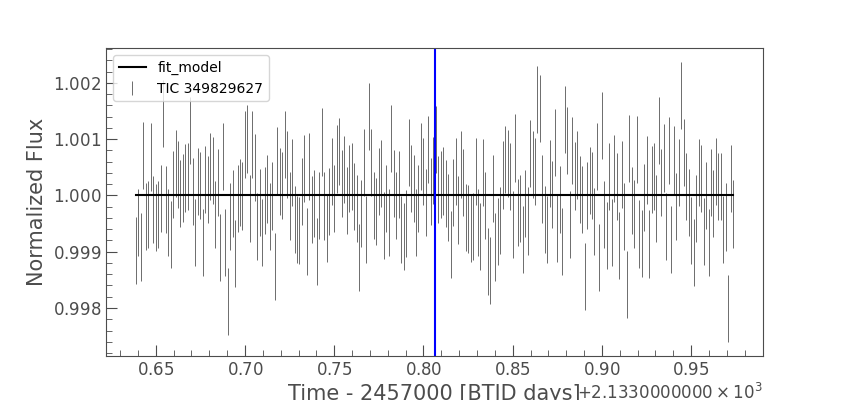 fit_model
TIC 349829627
1.002
1.001
1.000
0.999
0.998
Normalized Flux
0.65 0.70 0.75 0.80 0.85 0.90 0.95
Time - 2457000 [BTJD days]
+2.1330000000 × 10³